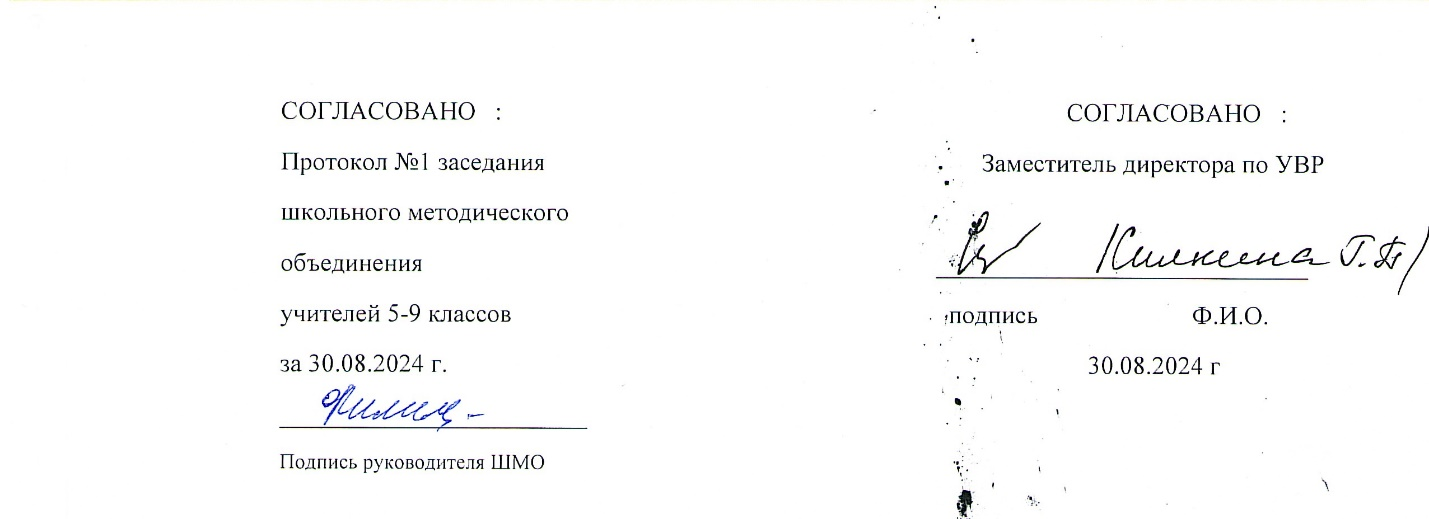 СОГЛАСОВАНО :
Протокол №1 заседания
школьного методического
объединения
учителей 5-9 классов
за 30.08.2024 г.
Подпись руководителя ШМО
СОГЛАСОВАНО :
Заместитель директора по УВР
Килкина
подпись Ф.И.О.
30.08.2024 г